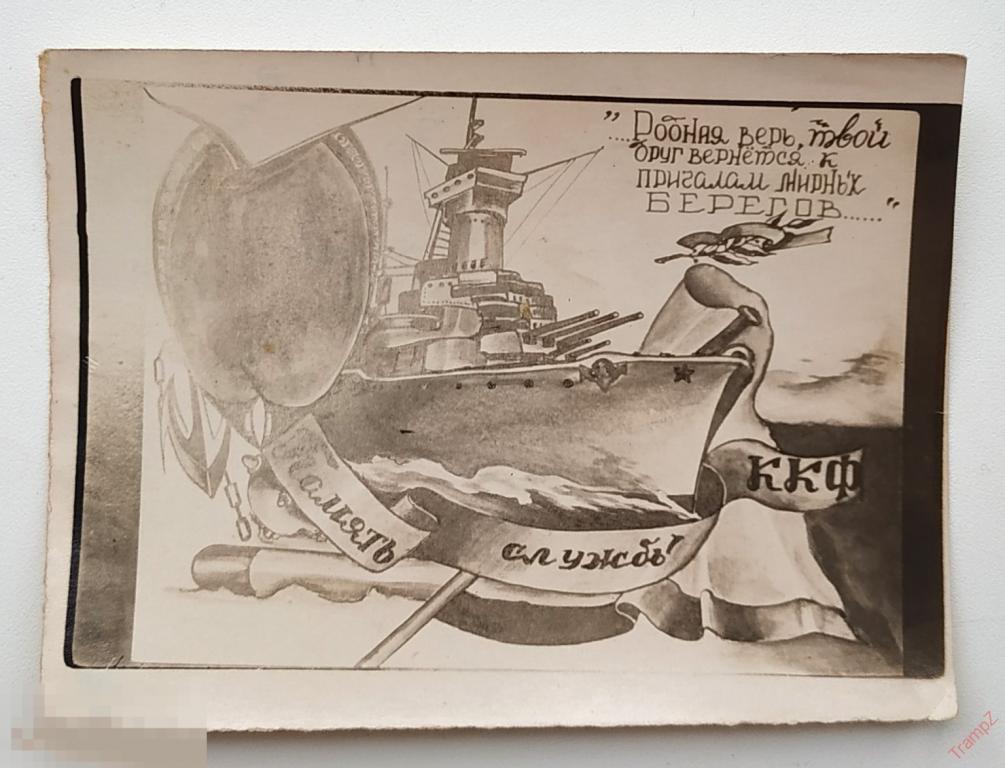 "....Родная верь, твой
друг вернётся к
причалам мирных
БЕРЕГОВ......"
Память
службы
ККФ
TrampZ